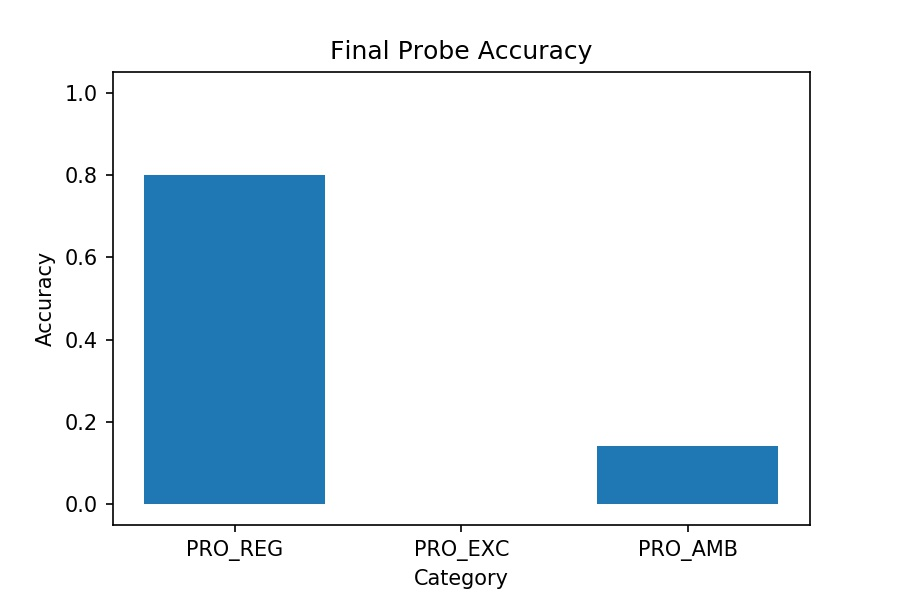 Final Probe Accuracy
1.0
0.8
0.6
0.4
0.2
0.0
Accuracy
PRO_REG PRO_EXC PRO_AMB
Category